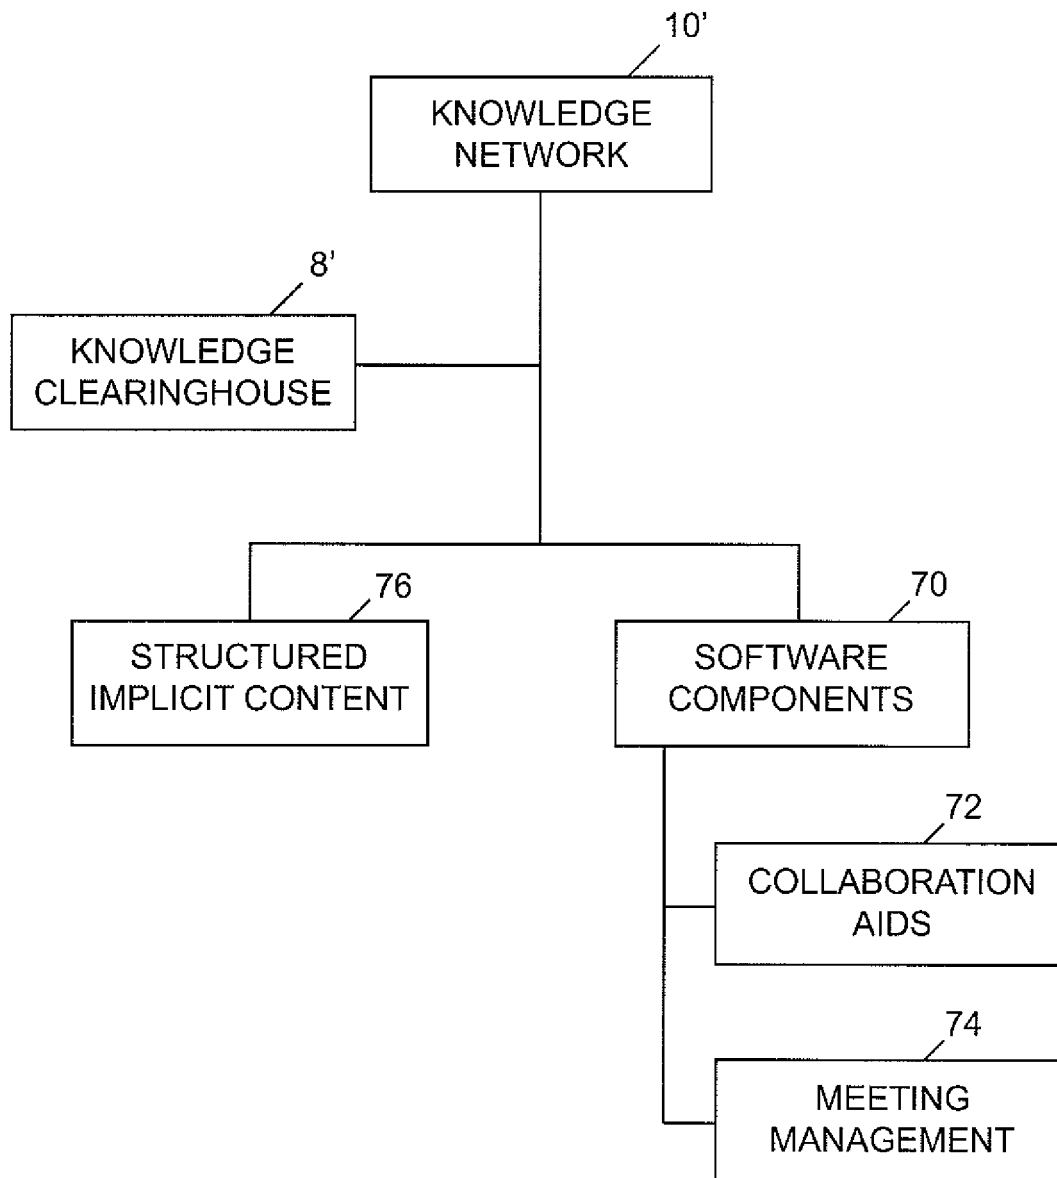 10'
KNOWLEDGE
NETWORK
8'
KNOWLEDGE
CLEARINGHOUSE
76
STRUCTURED
IMPLICIT CONTENT
70
SOFTWARE
COMPONENTS
72
COLLABORATION
AIDS
74
MEETING
MANAGEMENT